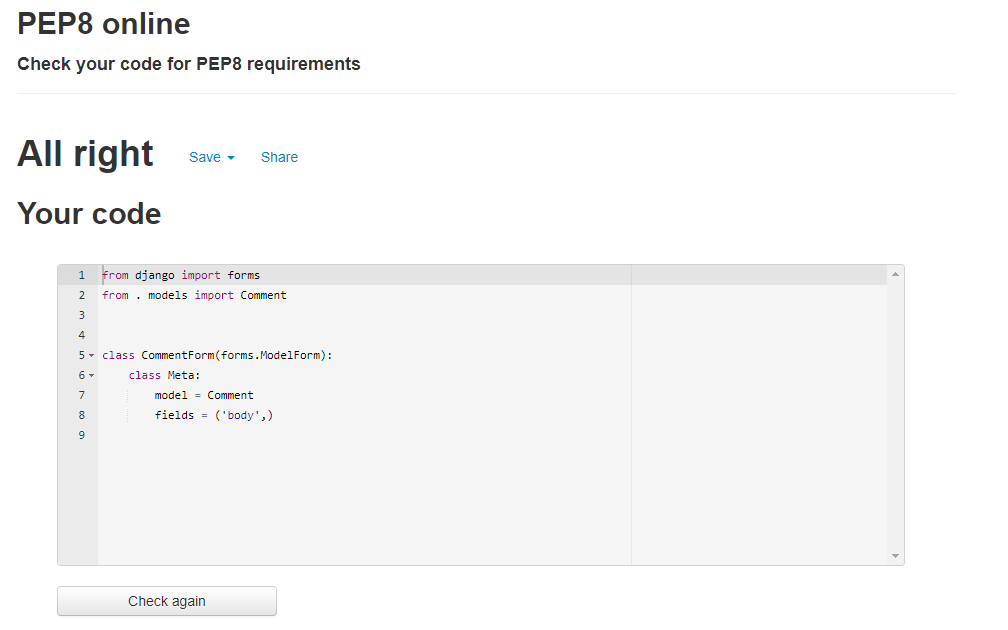 PEP8 online
Check your code for PEP8 requirements
All right Save Share
Your code
1 from django import forms
2 from . models import Comment
3
4
5 class CommentForm(forms.ModelForm):
6     class Meta:
7         model = Comment
8         fields = ('body',)
9
Check again